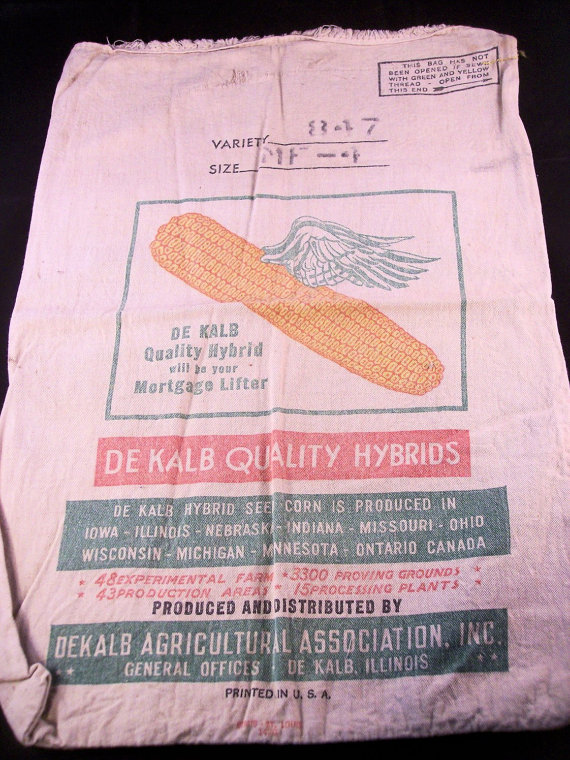 THIS BAG HAS NOT
BEEN OPENED IF SEWN
WITH GREEN AND YELLOW
THREAD - OPEN FROM
THIS END
VARIETY 847
SIZE MF-4
DE KALB
Quality Hybrid
will be your
Mortgage Lifter
DE KALB QUALITY HYBRIDS
DE KALB HYBRID SEE CORN IS PRODUCED IN
IOWA - ILLINOIS - NEBRASK - INDIANA - MISSOURI - OHIO
WISCONSIN - MICHIGAN - MNNESOTA - ONTARIO CANADA
48 EXPERIMENTAL FARM * 3300 PROVING GROUNDS *
* 43 PRODUCTION AREAS * 15 PROCESSING PLANTS *
PRODUCED AND DISTRIBUTED BY
DEKALB AGRICULTURAL ASSOCIATION, INC.
GENERAL OFFICES DE KALB, ILLINOIS
PRINTED IN U. S. A.